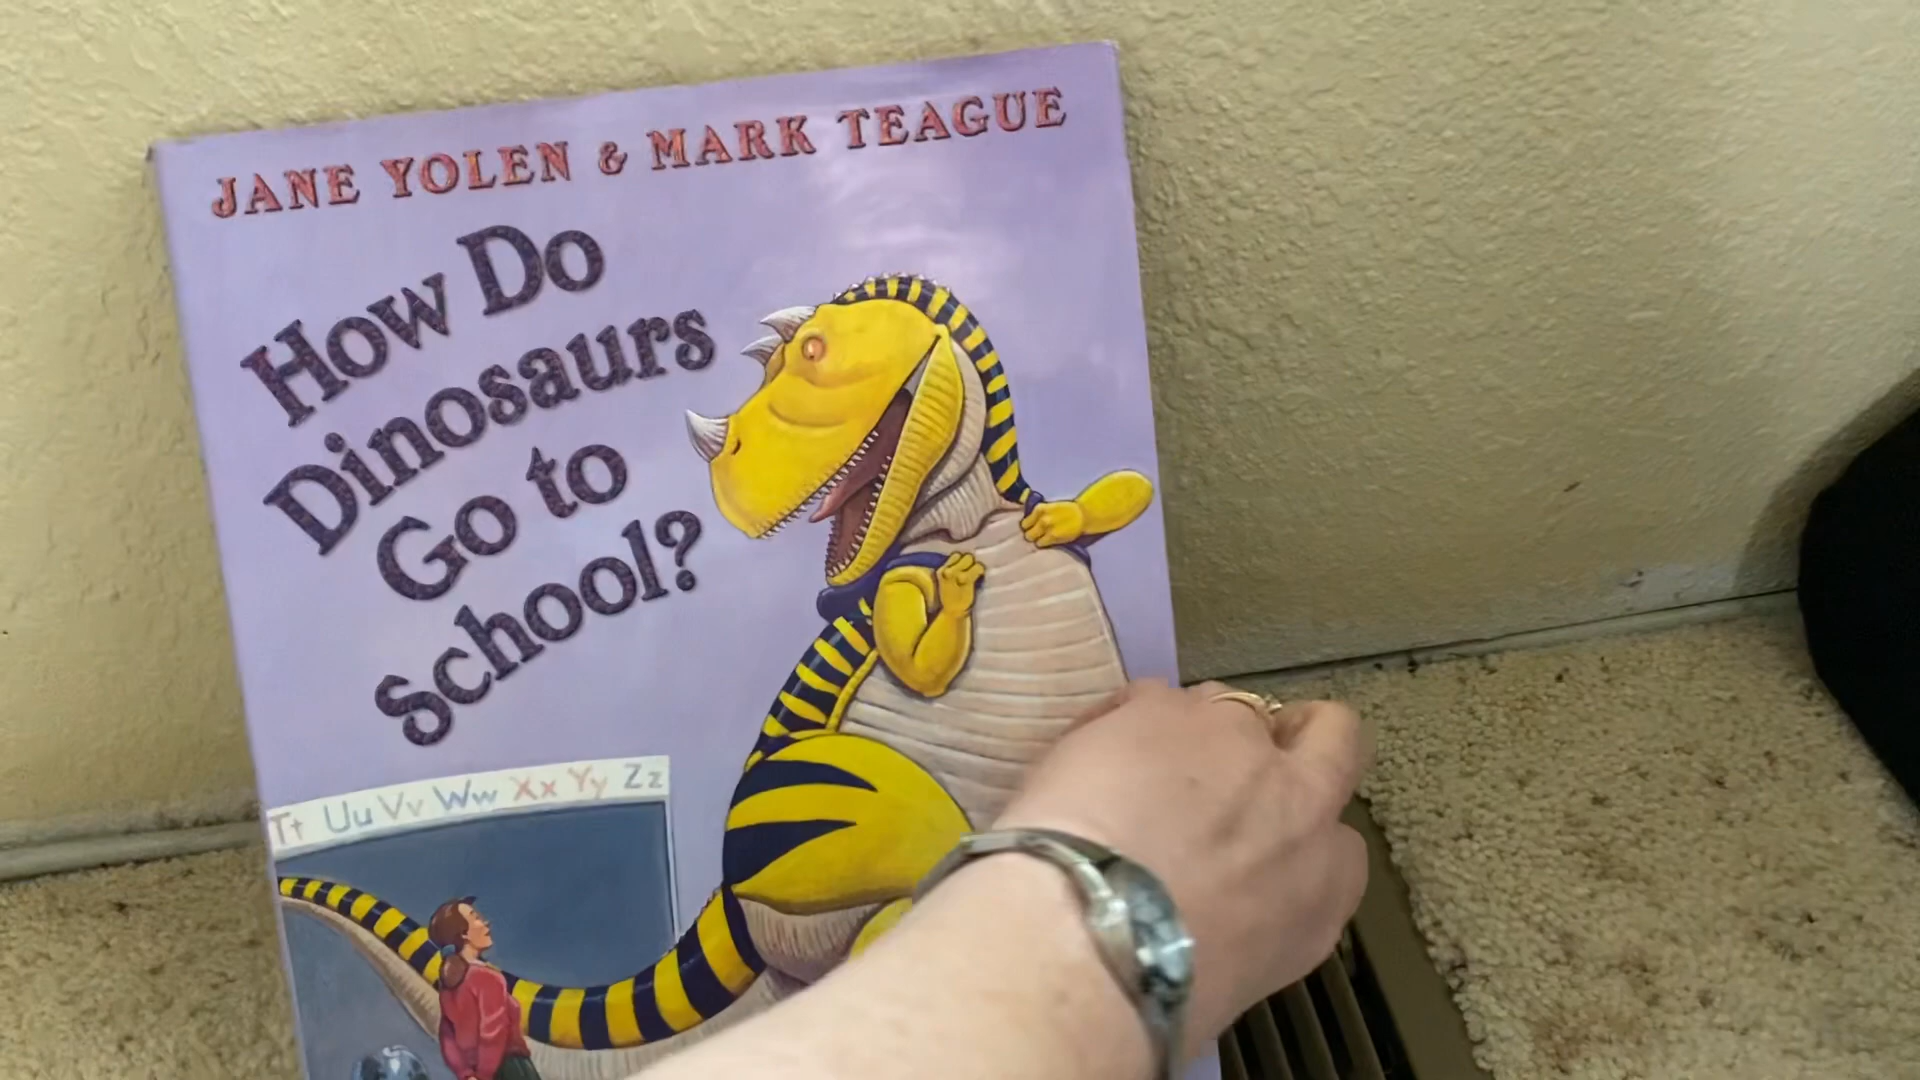 JANE YOLEN & MARK TEAGUE
How Do
Dinosaurs
Go to
School?
Tt Uu Vv Ww Xx Yy Zz